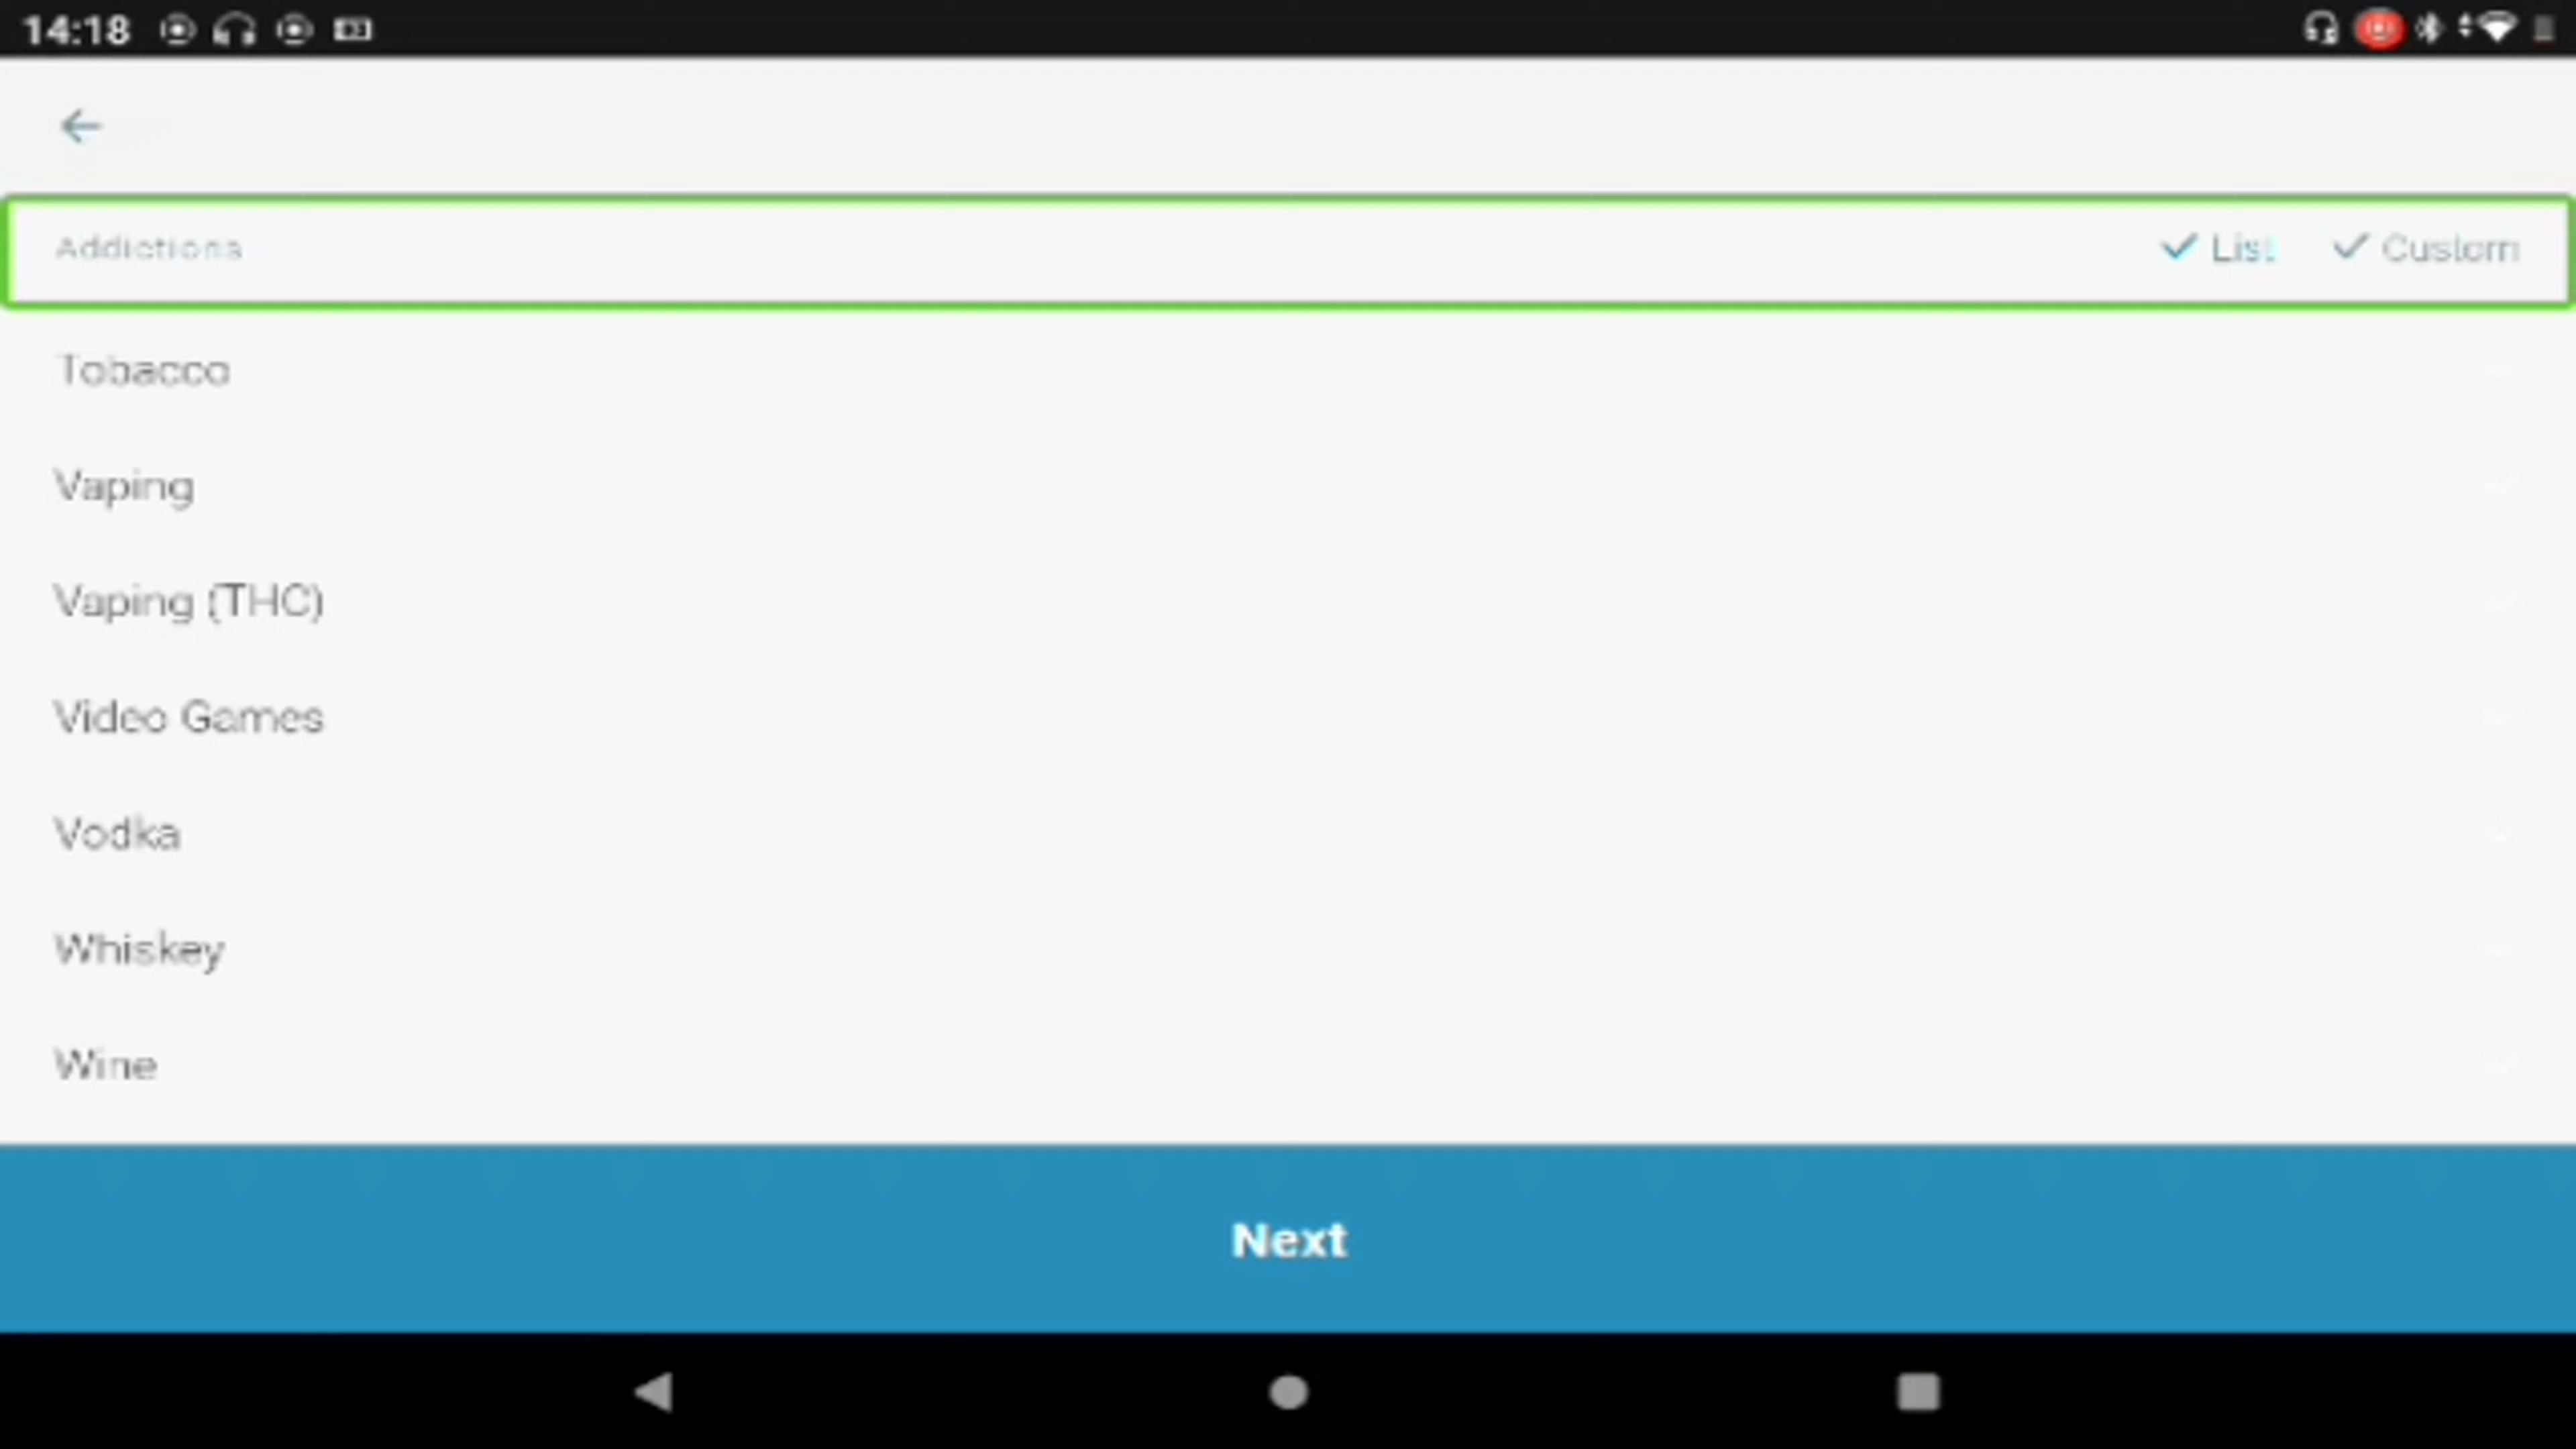 14:18
Addictions List Custom
Tobacco
Vaping
Vaping (THC)
Video Games
Vodka
Whiskey
Wine
Next